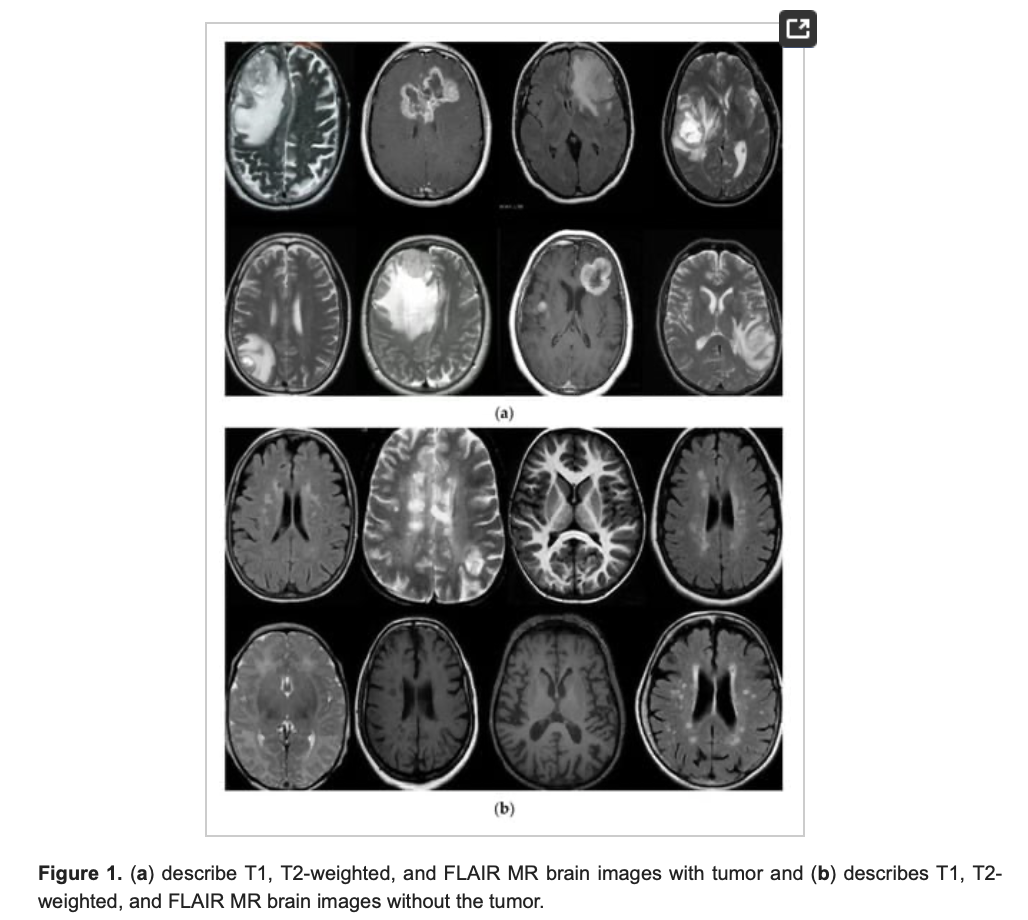 (a)
(b)
Figure 1. (a) describe T1, T2-weighted, and FLAIR MR brain images with tumor and (b) describes T1, T2-
weighted, and FLAIR MR brain images without the tumor.